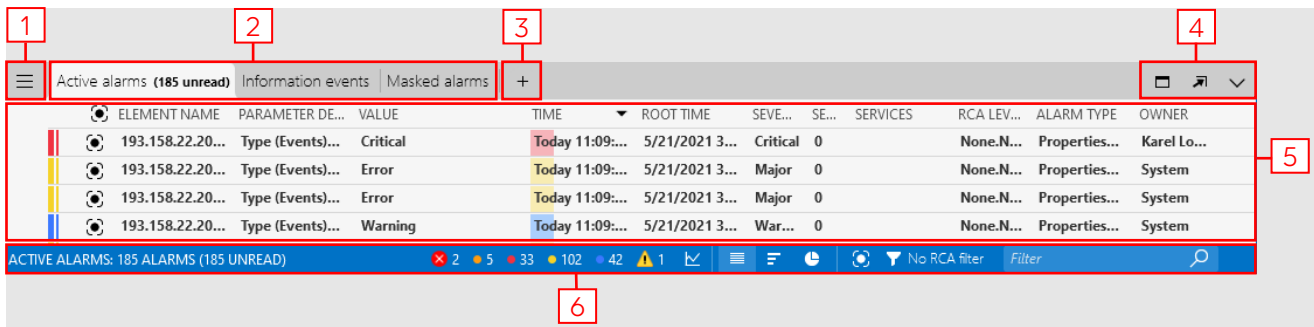 1 2 3 4
Active alarms (185 unread) Information events Masked alarms +
ELEMENT NAME PARAMETER DE... VALUE TIME ROOT TIME SEVE... SE... SERVICES RCA LEV... ALARM TYPE OWNER
193.158.22.20... Type (Events)... Critical Today 11:09:... 5/21/2021 3... Critical 0 None.N... Properties... Karel Lo...
193.158.22.20... Type (Events)... Error Today 11:09:... 5/21/2021 3... Major 0 None.N... Properties... System
5
193.158.22.20... Type (Events)... Error Today 11:09:... 5/21/2021 3... Major 0 None.N... Properties... System
193.158.22.20... Type (Events)... Warning Today 11:09:... 5/21/2021 3... War... 0 None.N... Properties... System
ACTIVE ALARMS: 185 ALARMS (185 UNREAD) 2 5 33 102 42 1 No RCA filter Filter
6